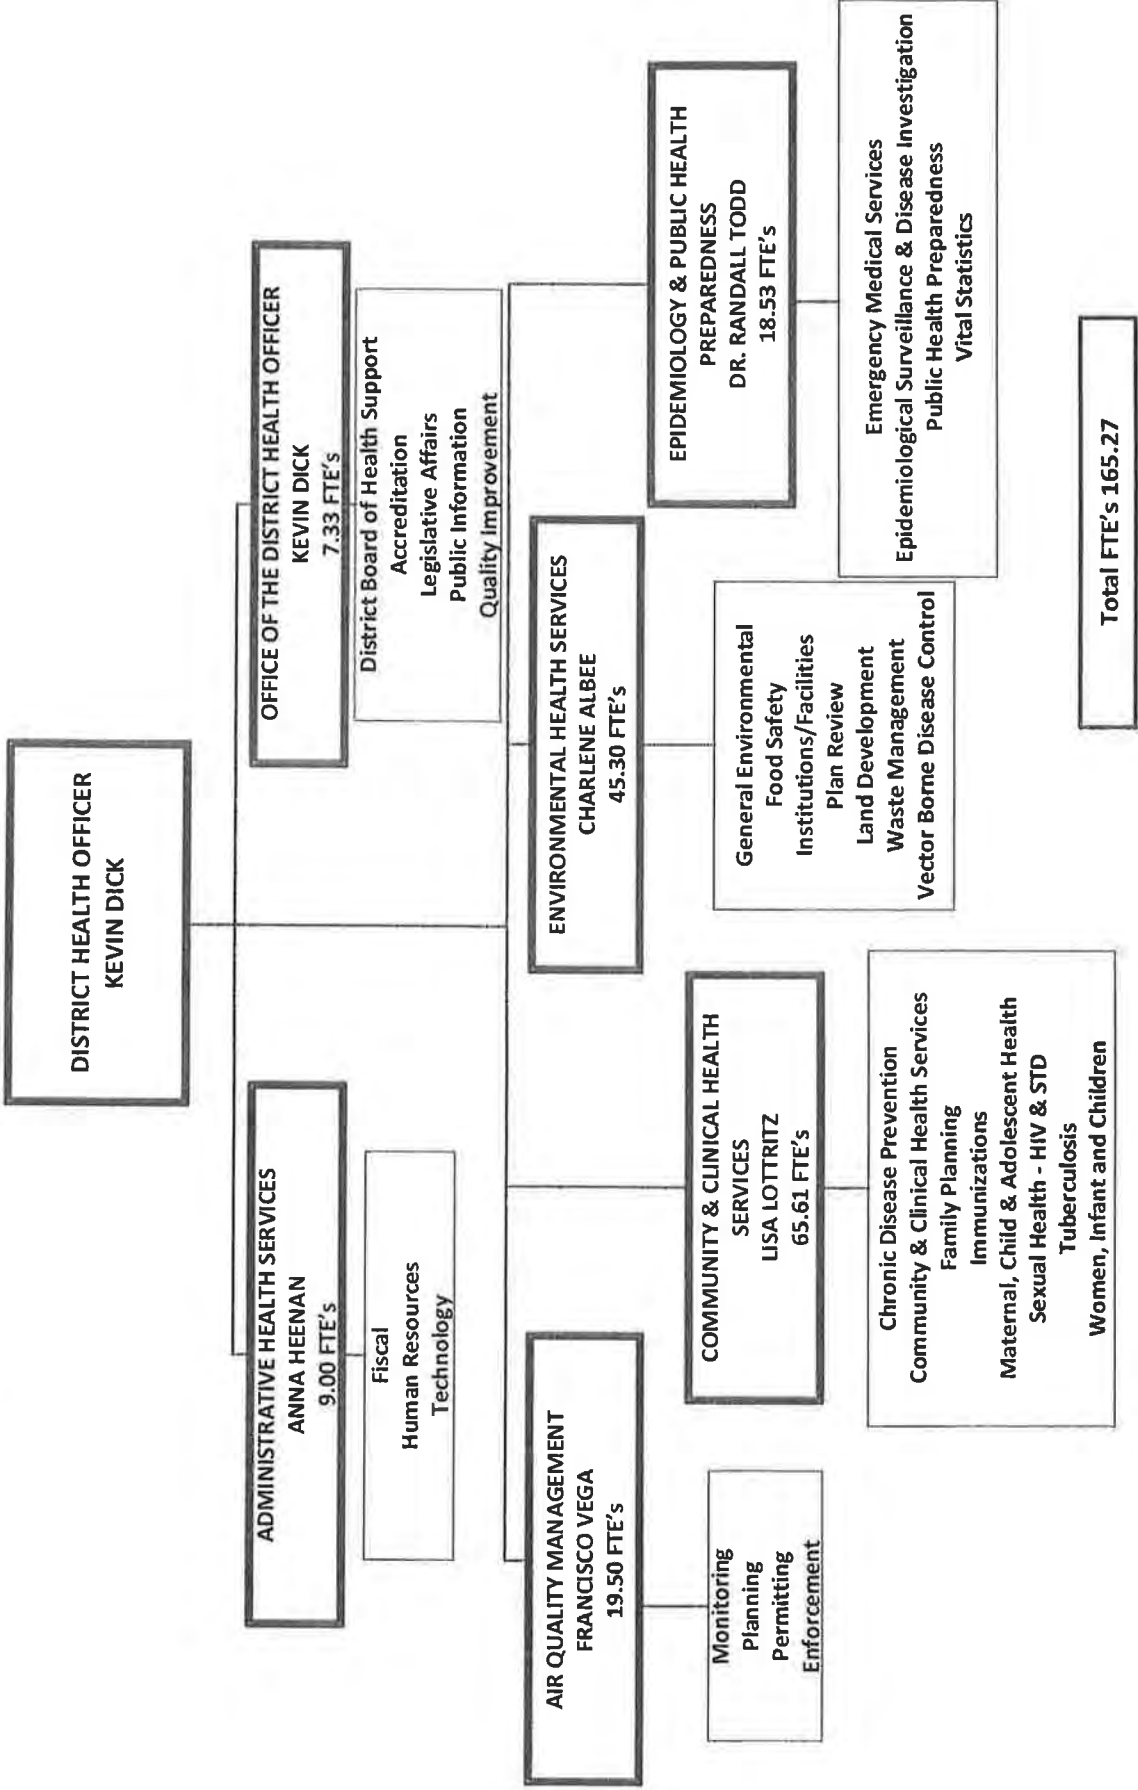 DISTRICT HEALTH OFFICER
KEVIN DICK
ADMINISTRATIVE HEALTH SERVICES
ANNA HEENAN
9.00 FTE's
Fiscal
Human Resources
Technology
OFFICE OF THE DISTRICT HEALTH OFFICER
KEVIN DICK
7.33 FTE's
District Board of Health Support
Accreditation
Legislative Affairs
Public Information
Quality Improvement
AIR QUALITY MANAGEMENT
FRANCISCO VEGA
19.50 FTE's
Monitoring
Planning
Permitting
Enforcement
COMMUNITY & CLINICAL HEALTH
SERVICES
LISA LOTTRITZ
65.61 FTE's
Chronic Disease Prevention
Community & Clinical Health Services
Family Planning
Immunizations
Maternal, Child & Adolescent Health
Sexual Health - HIV & STD
Tuberculosis
Women, Infant and Children
ENVIRONMENTAL HEALTH SERVICES
CHARLENE ALBEE
45.30 FTE's
General Environmental
Food Safety
Institutions/Facilities
Plan Review
Land Development
Waste Management
Vector Borne Disease Control
EPIDEMIOLOGY & PUBLIC HEALTH
PREPAREDNESS
DR. RANDALL TODD
18.53 FTE's
Emergency Medical Services
Epidemiological Surveillance & Disease Investigation
Public Health Preparedness
Vital Statistics
Total FTE's 165.27